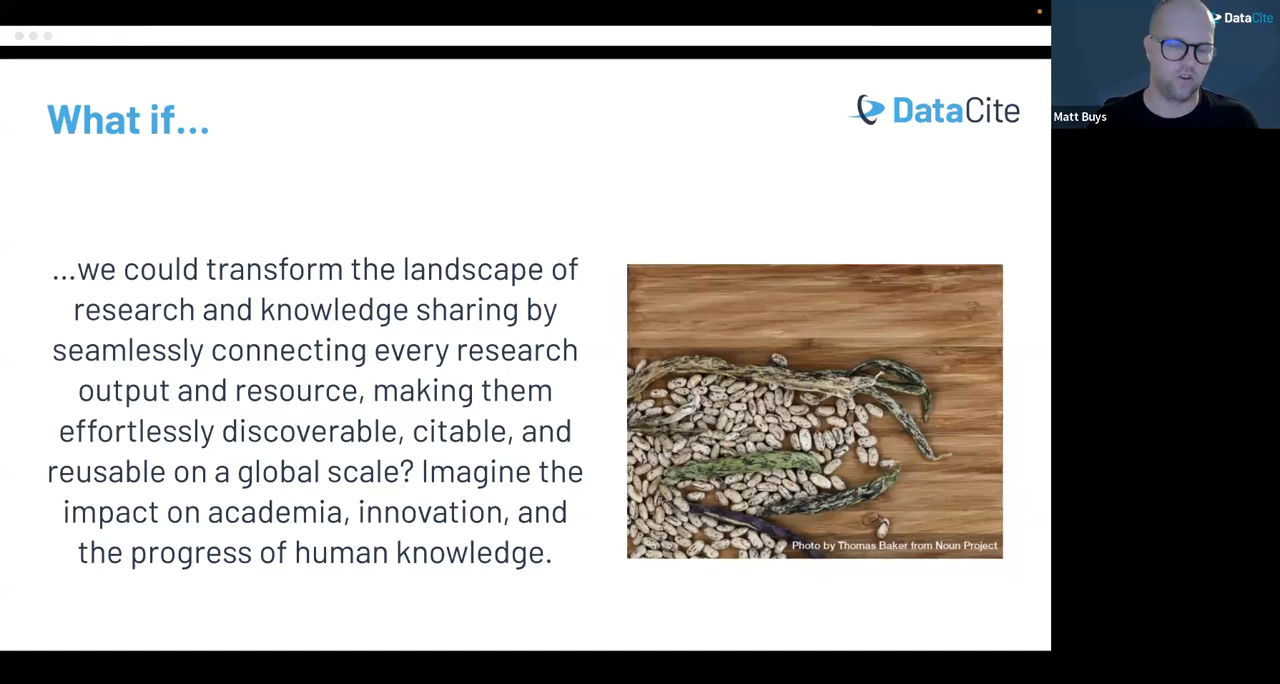 What if...
DataCite
...we could transform the landscape of
research and knowledge sharing by
seamlessly connecting every research
output and resource, making them
effortlessly discoverable, citable, and
reusable on a global scale? Imagine the
impact on academia, innovation, and
the progress of human knowledge.
Photo by Thomas Baker from Noun Project
DataCite
Matt Buys